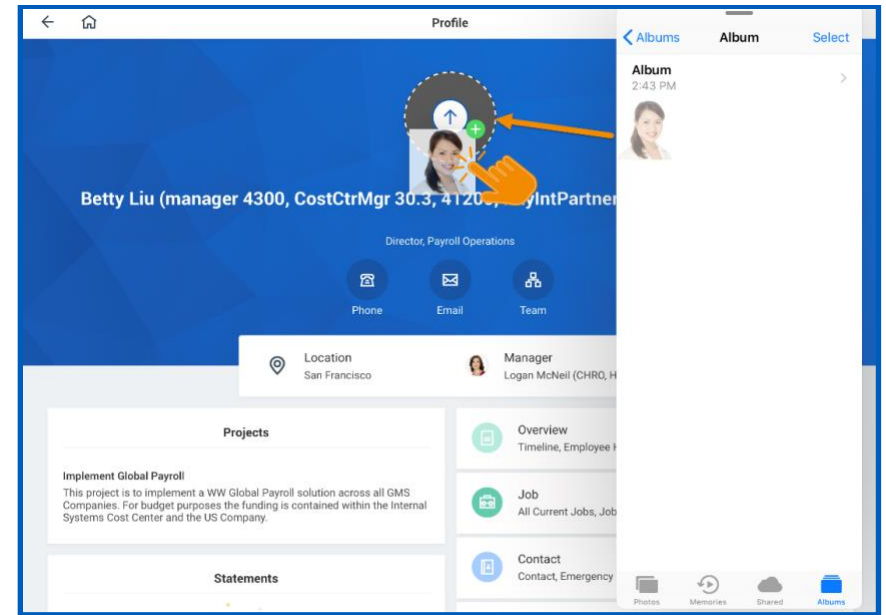 Profile
Betty Liu (manager 4300, CostCtrMgr 30.3,
Director, Payroll Operations
Phone
Email
Team
Location
San Francisco
Manager
Logan McNeil (CHRO, H
Projects
Implement Global Payroll
This project is to implement a WW Global Payroll solution across all GMS
Companies. For budget purposes the funding is contained within the Internal
Systems Cost Center and the US Company.
Statements
Overview
Timeline, Employee H
Job
All Current Jobs, Job
Contact
Contact, Emergency
Albums
Album
Select
Album
2:43 PM
Photos
Memories
Shared
Albums